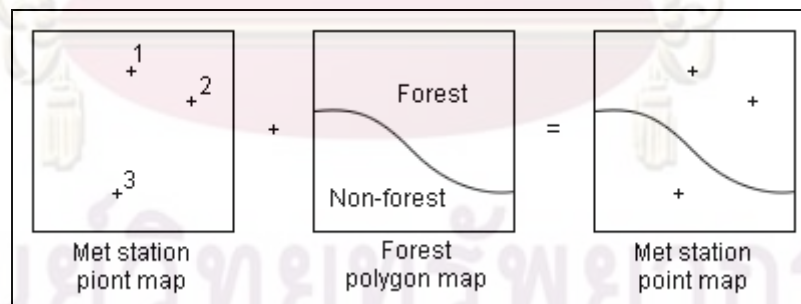 1
2
3
+
Forest
Non-forest
=
Met station
piont map
Forest
polygon map
Met station
point map